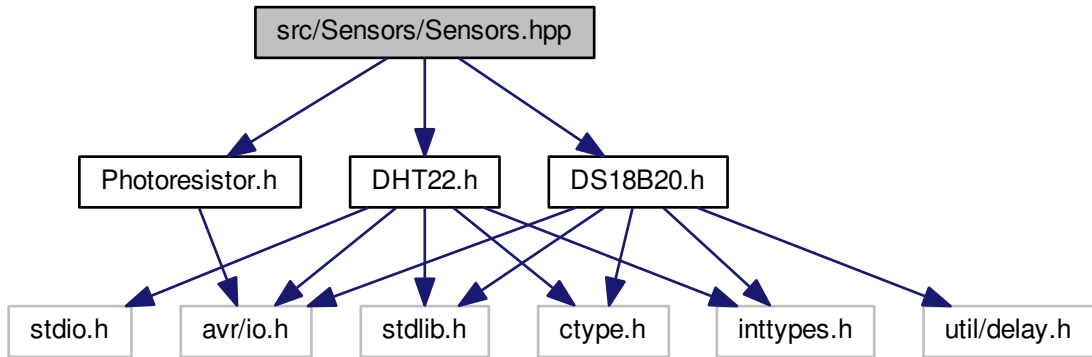 src/Sensors/Sensors.hpp
Photoresistor.h
DHT22.h
DS18B20.h
stdio.h
avr/io.h
stdlib.h
ctype.h
inttypes.h
util/delay.h